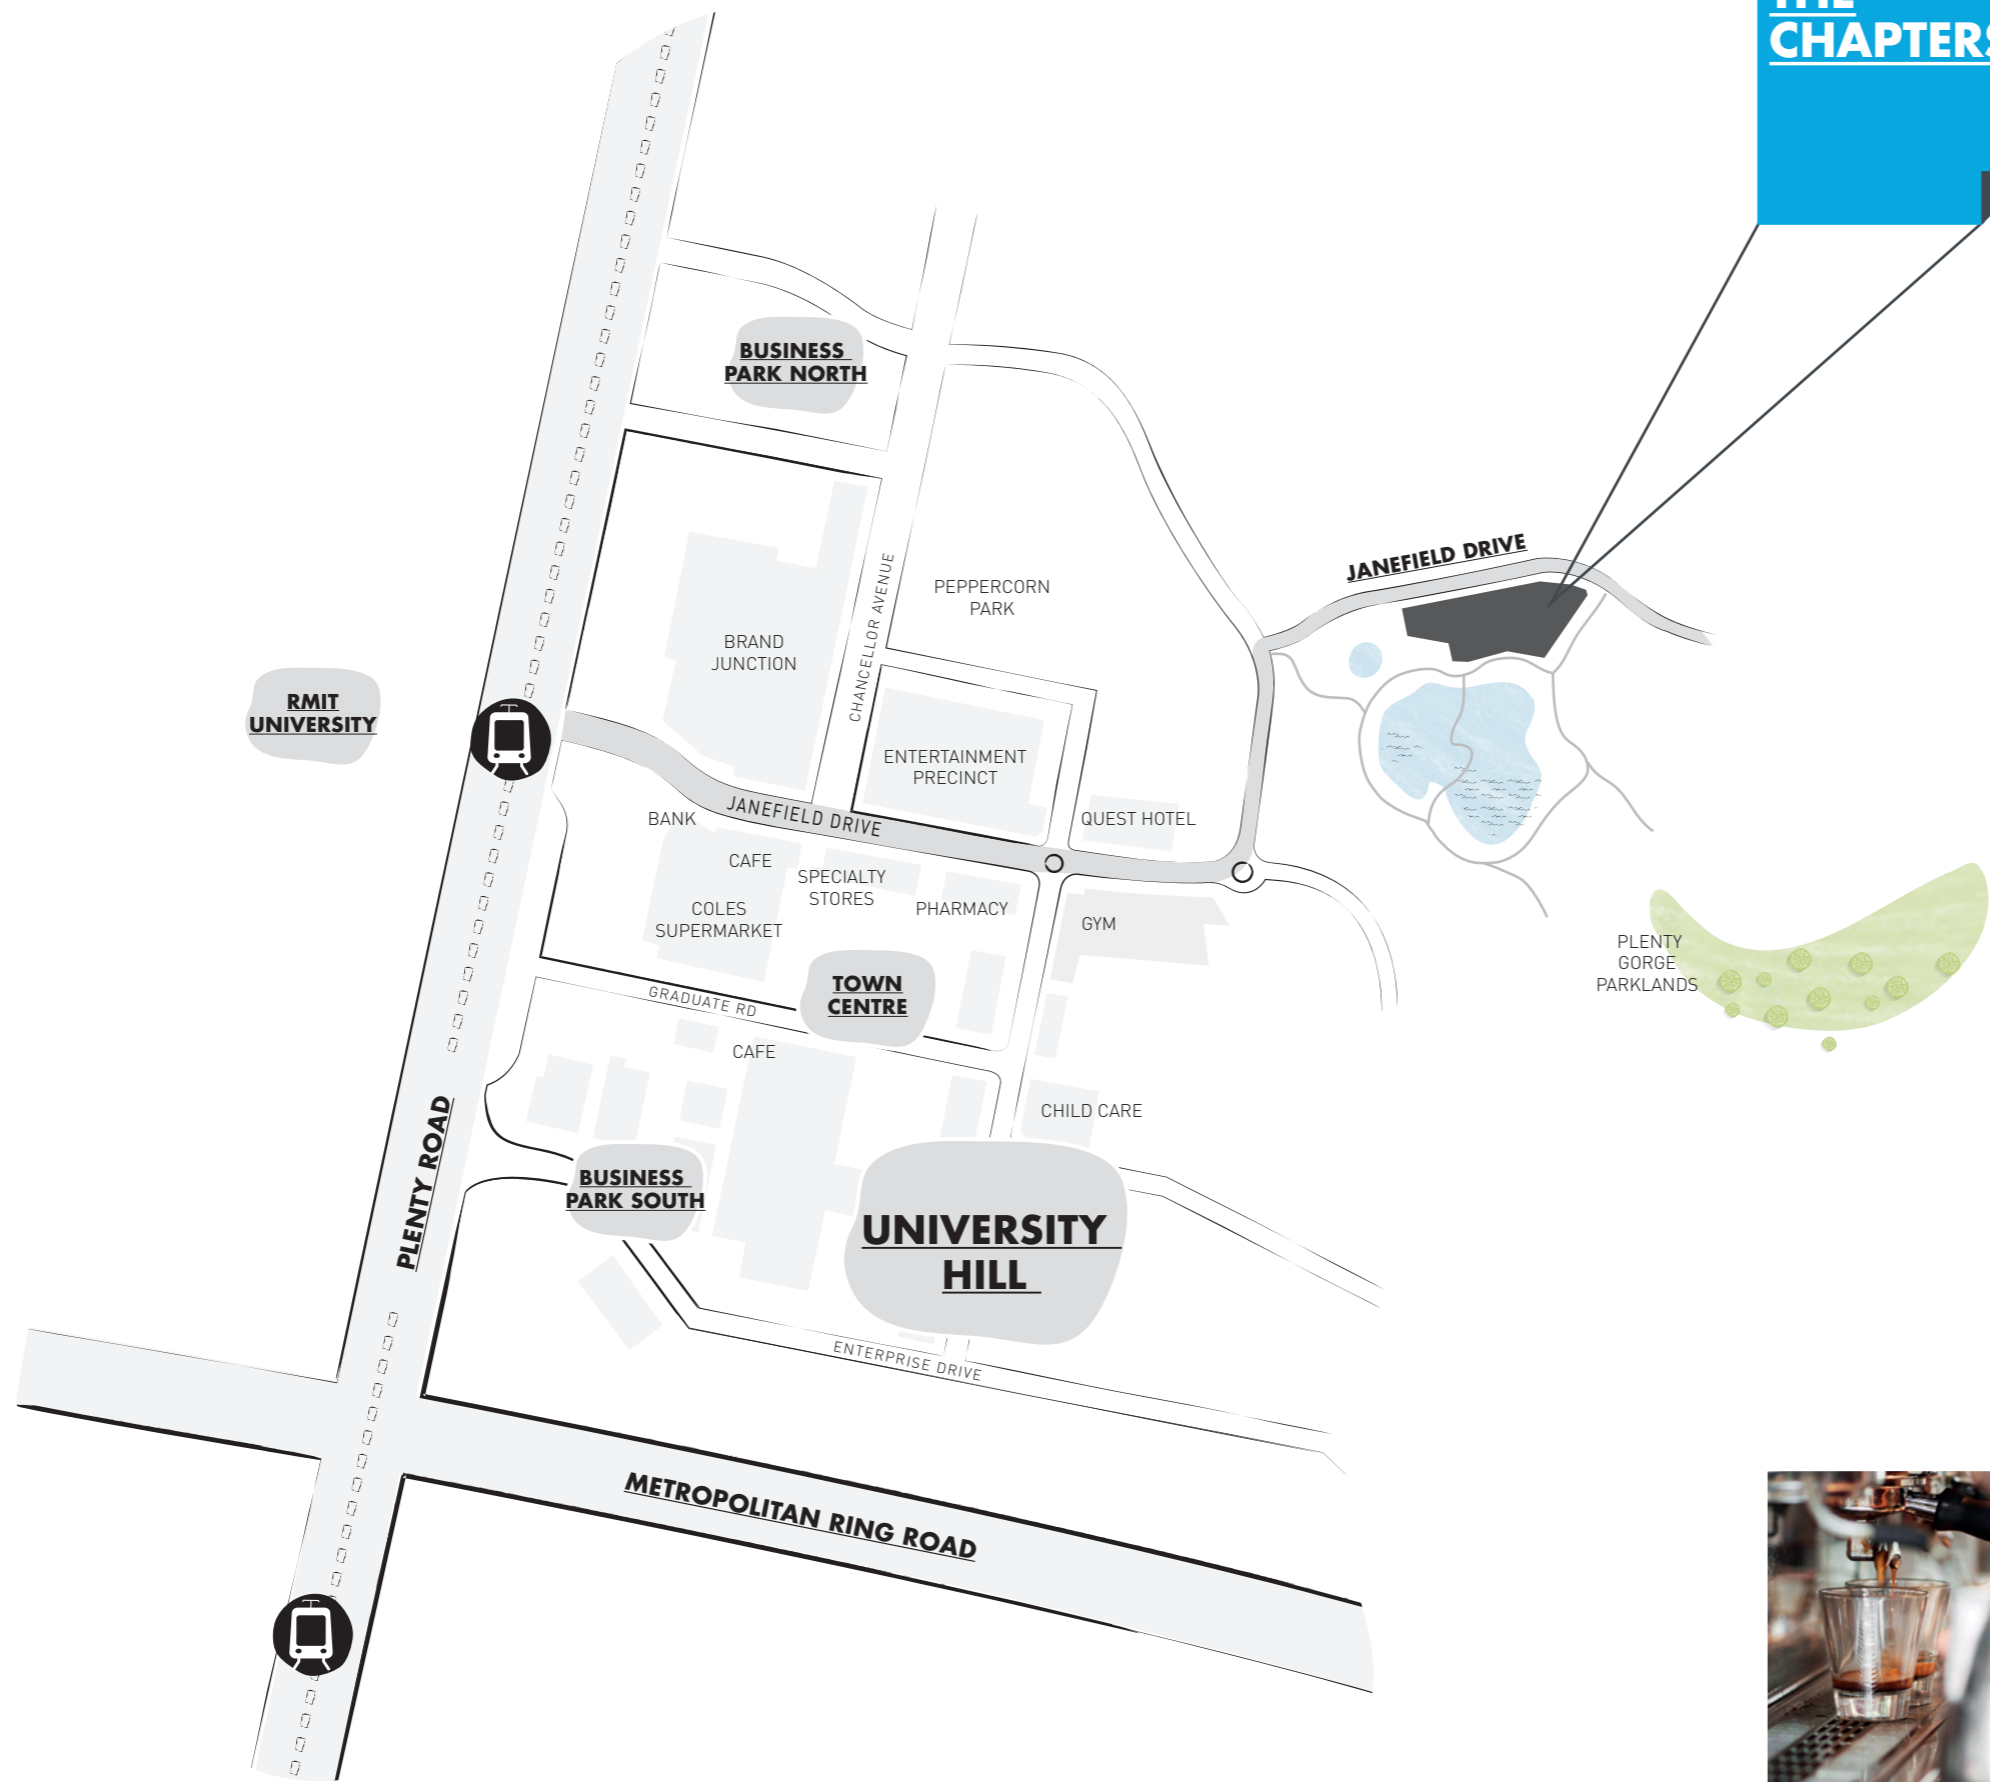 THE
CHAPTERS
BUSINESS
PARK NORTH
JANEFIELD DRIVE
PEPPERCORN
PARK
CHANCELLOR AVENUE
BRAND
JUNCTION
RMIT
UNIVERSITY
ENTERTAINMENT
PRECINCT
JANEFIELD DRIVE
BANK
QUEST HOTEL
CAFE
SPECIALTY
STORES
COLES
SUPERMARKET
PHARMACY
GYM
PLENTY
GORGE
PARKLANDS
TOWN
CENTRE
GRADUATE RD
CAFE
CHILD CARE
PLENTY ROAD
BUSINESS
PARK SOUTH
UNIVERSITY
HILL
ENTERPRISE DRIVE
METROPOLITAN RING ROAD